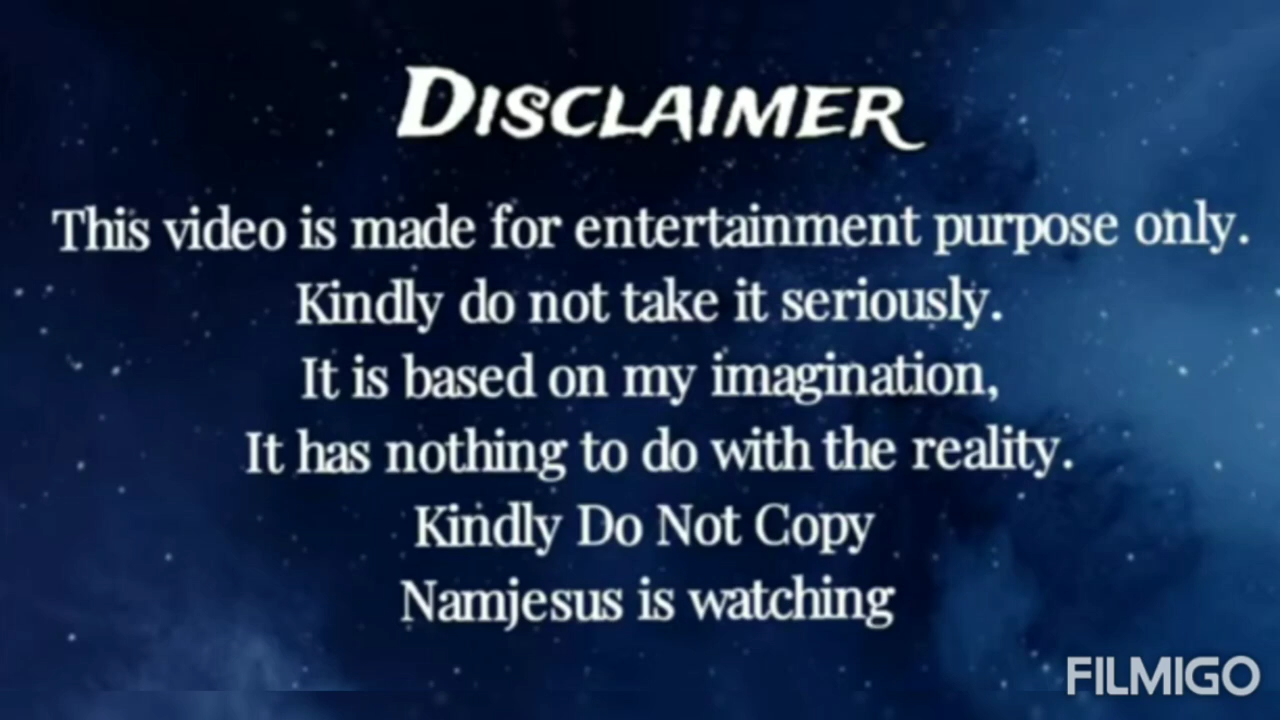 DISCLAIMER
This video is made for entertainment purpose only.
Kindly do not take it seriously.
It is based on my imagination,
It has nothing to do with the reality.
Kindly Do Not Copy
Namjesus is watching
FILMIGO